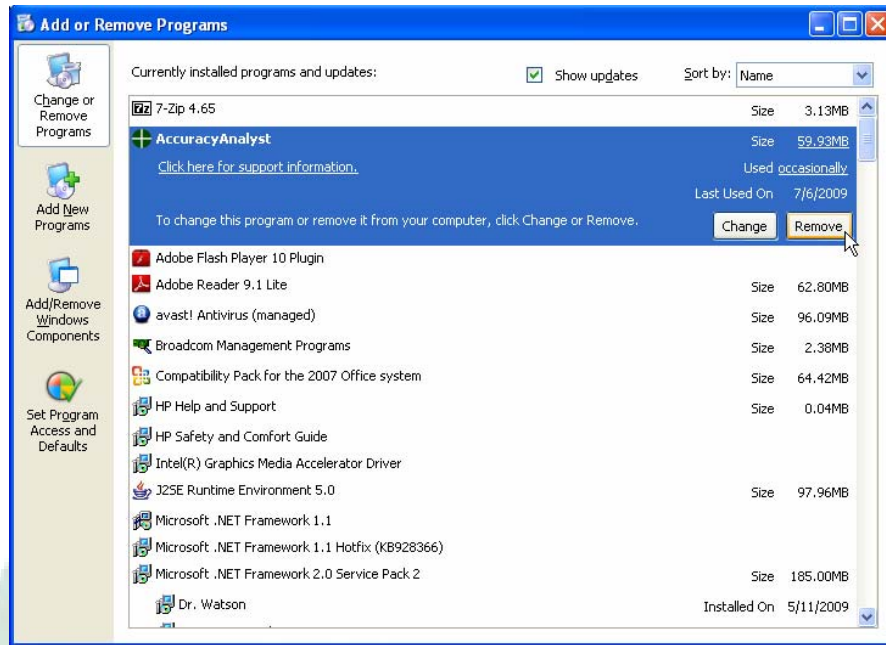 Add or Remove Programs
Change or
Remove
Programs
Add New
Programs
Add/Remove
Windows
Components
Set Program
Access and
Defaults
Currently installed programs and updates:
Show updates
Sort by: Name
7-Zip 4.65 Size 3.13MB
AccuracyAnalyst Size 59.93MB
Click here for support information. Used occasionally
Last Used On 7/6/2009
To change this program or remove it from your computer, click Change or Remove. Change Remove
Adobe Flash Player 10 Plugin
Adobe Reader 9.1 Lite Size 62.80MB
avast! Antivirus (managed) Size 96.09MB
Broadcom Management Programs Size 2.38MB
Compatibility Pack for the 2007 Office system Size 64.42MB
HP Help and Support Size 0.04MB
HP Safety and Comfort Guide
Intel(R) Graphics Media Accelerator Driver
J2SE Runtime Environment 5.0 Size 97.96MB
Microsoft .NET Framework 1.1
Microsoft .NET Framework 1.1 Hotfix (KB928366)
Microsoft .NET Framework 2.0 Service Pack 2 Size 185.00MB
Dr. Watson Installed On 5/11/2009